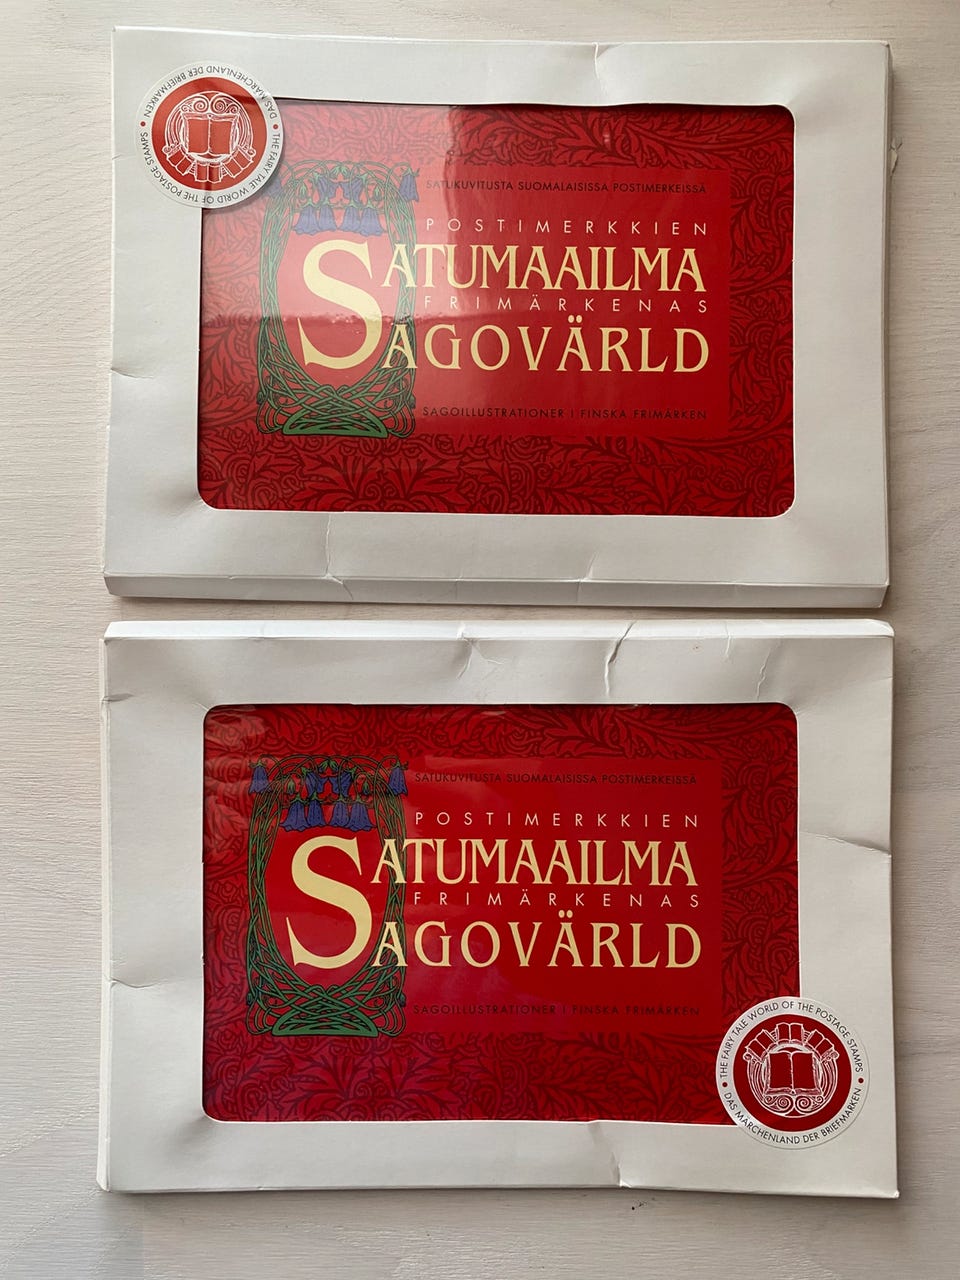 • THE FAIRY TALE WORLD OF THE POSTAGE STAMPS •
DAS MÄRCHENLAND DER BRIEFMARKEN
SATUKUVITUSTA SUOMALAISISSA POSTIMERKEISSÄ
POSTIMERKKIEN
SATUMAAILMA
FRIMÄRKENAS
SAGOVÄRLD
SAGOILLUSTRATIONER I FINSKA FRIMÄRKEN
SATUKUVITUSTA SUOMALAISISSA POSTIMERKEISSÄ
POSTIMERKKIEN
SATUMAAILMA
FRIMÄRKENAS
SAGOVÄRLD
SAGOILLUSTRATIONER I FINSKA FRIMÄRKEN
• THE FAIRY TALE WORLD OF THE POSTAGE STAMPS •
DAS MÄRCHENLAND DER BRIEFMARKEN